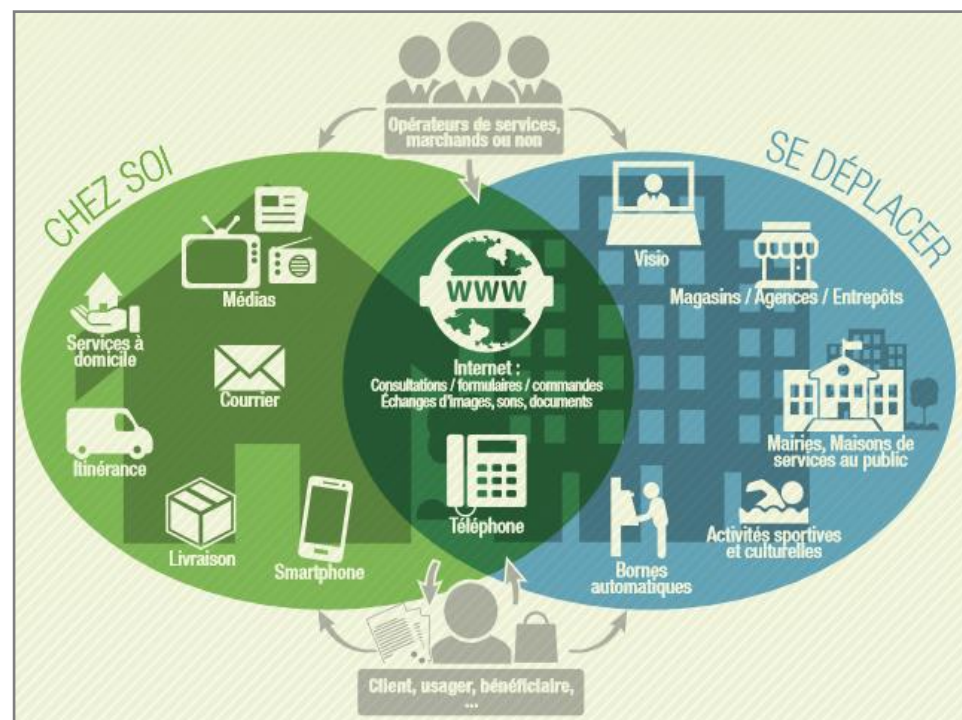 Opérateurs de services,
marchands ou non
CHEZ SOI
SE DÉPLACER
Médias
Services à
domicile
Courrier
Itinérance
Livraison
Smartphone
WWW
Internet :
Consultations / formulaires / commandes
Échanges d'images, sons, documents
Téléphone
Visio
Magasins / Agences / Entrepôts
Mairies, Maisons de
services au public
Activités sportives
et culturelles
Bornes
automatiques
Client, usager, bénéficiaire,
...